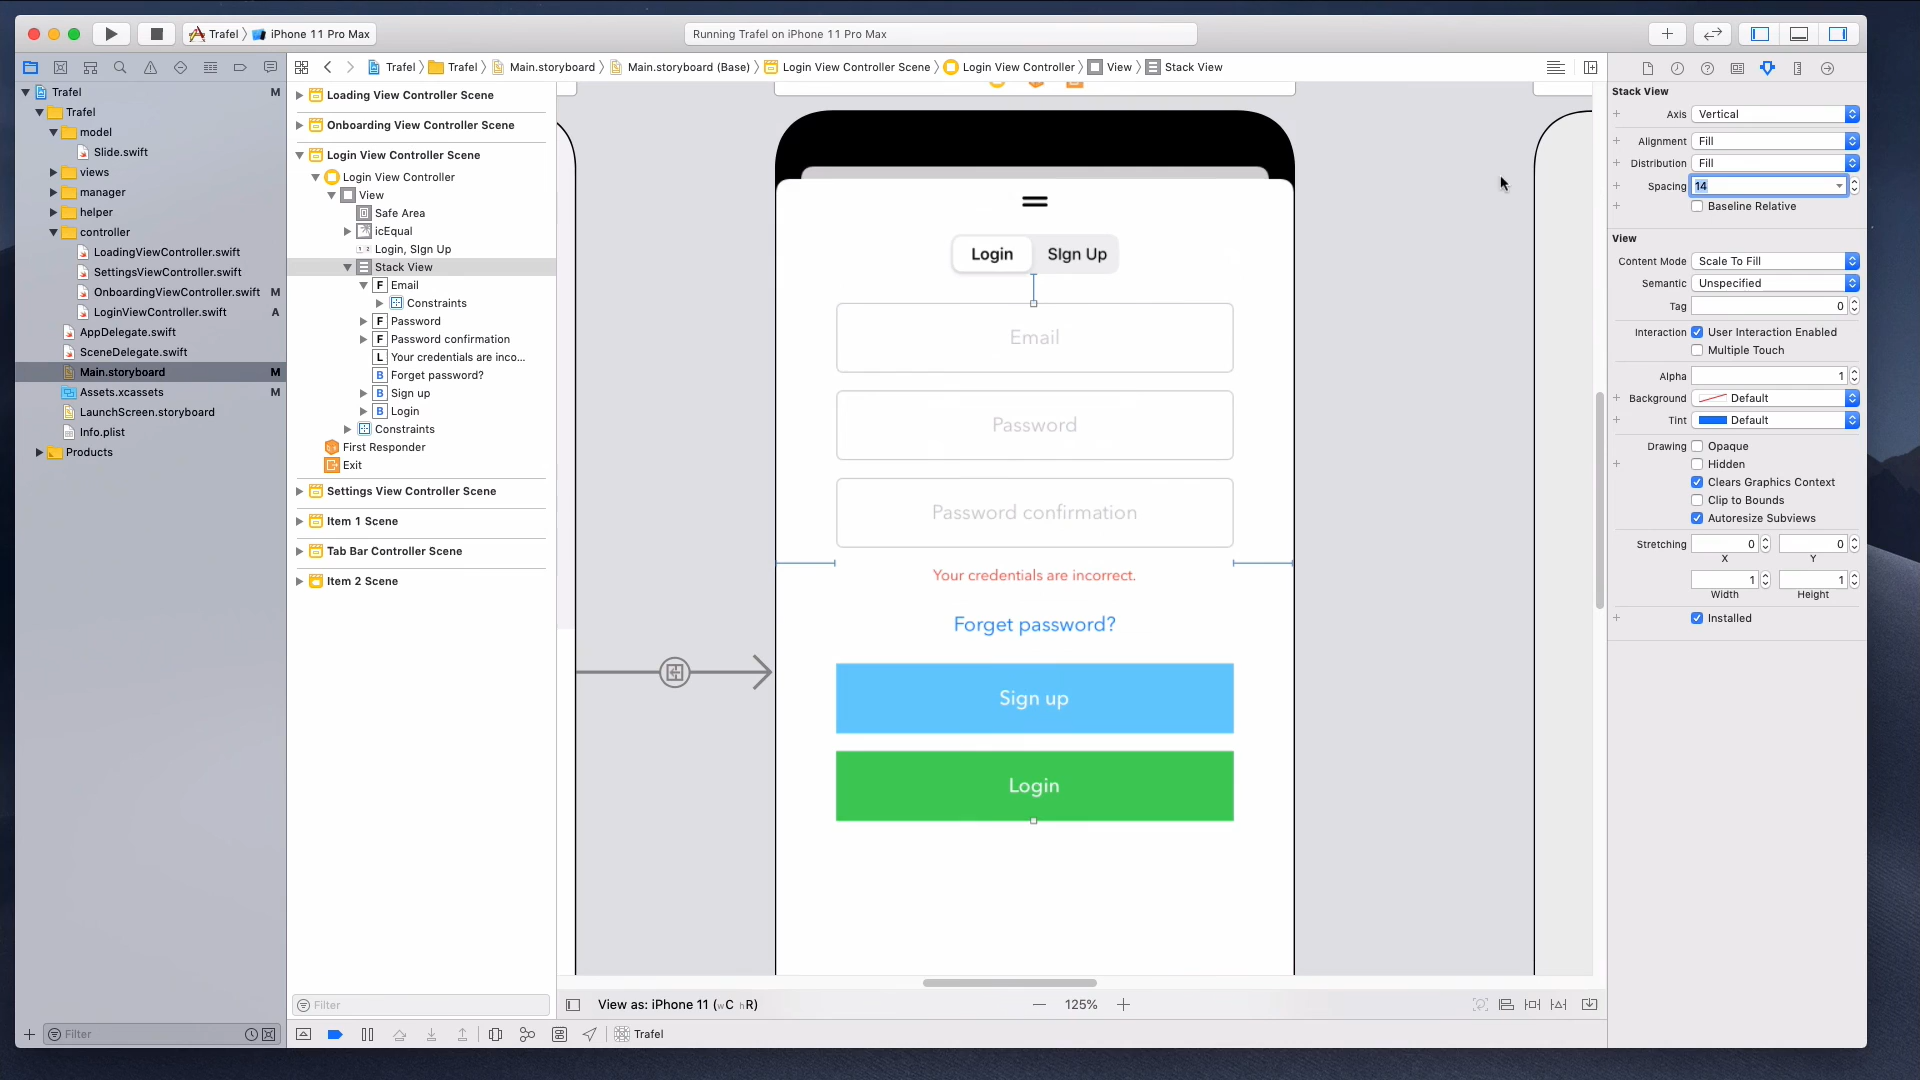 Trafel
iPhone 11 Pro Max
Running Trafel on iPhone 11 Pro Max
Trafel
M
Trafel
model
Slide.swift
views
manager
helper
controller
LoadingViewController.swift
SettingsViewController.swift
OnboardingViewController.swift
M
LoginViewController.swift
A
AppDelegate.swift
SceneDelegate.swift
Main.storyboard
M
Assets.xcassets
M
LaunchScreen.storyboard
Info.plist
Products
Filter
Trafel
Trafel
Main.storyboard
Main.storyboard (Base)
Login View Controller Scene
Login View Controller
View
Stack View
Loading View Controller Scene
Onboarding View Controller Scene
Login View Controller Scene
Login View Controller
View
Safe Area
icEqual
Login, SIgn Up
Stack View
F Email
Constraints
F Password
F Password confirmation
L Your credentials are inco...
B Forget password?
B Sign up
B Login
Constraints
First Responder
Exit
Settings View Controller Scene
Item 1 Scene
Tab Bar Controller Scene
Item 2 Scene
Filter
Login
SIgn Up
Email
Password
Password confirmation
Your credentials are incorrect.
Forget password?
Sign up
Login
View as: iPhone 11 (wC hR)
125%
Trafel
Stack View
Axis Vertical
Alignment Fill
Distribution Fill
Spacing 14
Baseline Relative
View
Content Mode Scale To Fill
Semantic Unspecified
Tag 0
Interaction User Interaction Enabled
Multiple Touch
Alpha 1
Background Default
Tint Default
Drawing Opaque
Hidden
Clears Graphics Context
Clip to Bounds
Autoresize Subviews
Stretching 0 0
X Y
1 1
Width Height
Installed